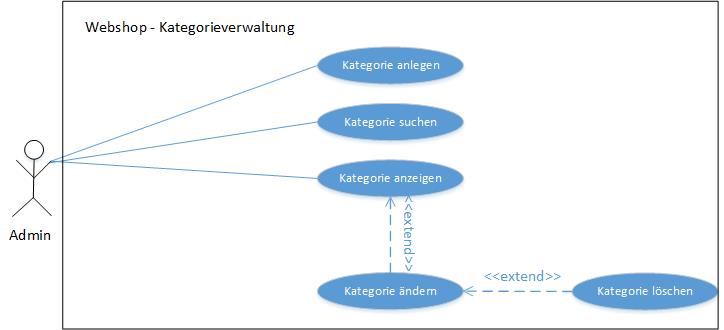 Webshop - Kategorieverwaltung
Kategorie anlegen
Kategorie suchen
Kategorie anzeigen
Admin
<<extend>>
<<extend>>
Kategorie ändern
Kategorie löschen